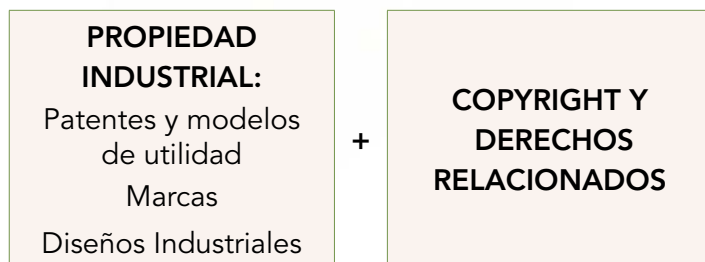 PROPIEDAD
INDUSTRIAL:
Patentes y modelos
de utilidad
Marcas
Diseños Industriales
+
COPYRIGHT Y
DERECHOS
RELACIONADOS